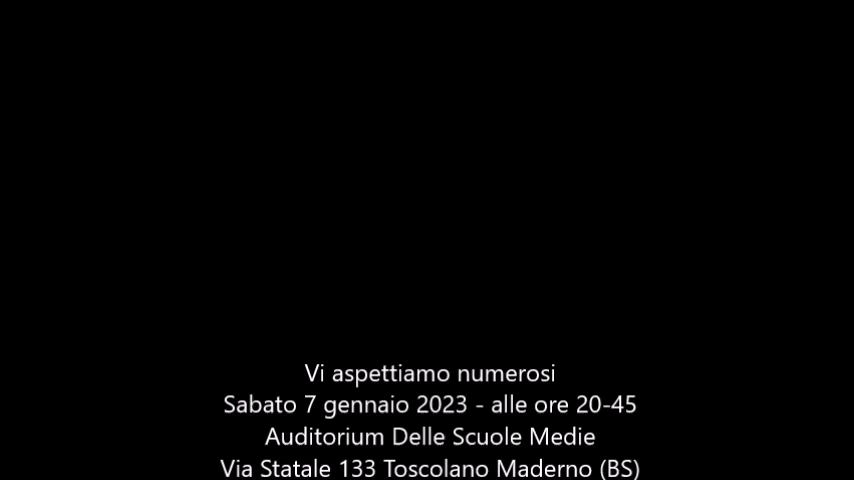 Vi aspettiamo numerosi
Sabato 7 gennaio 2023 - alle ore 20-45
Auditorium Delle Scuole Medie
Via Statale 133 Toscolano Maderno (BS)